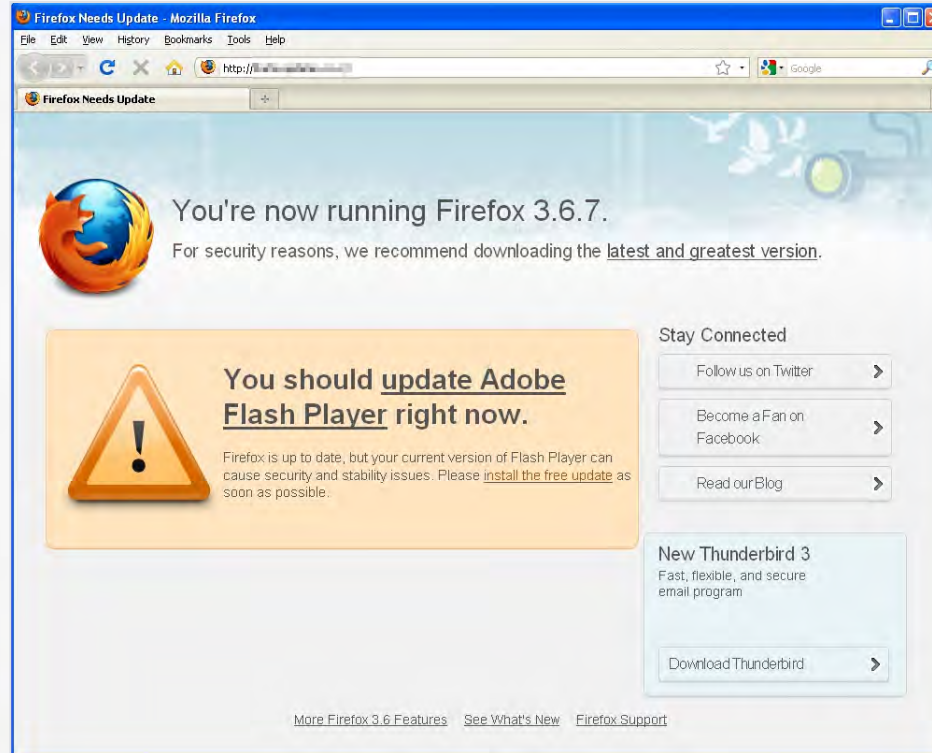 Firefox Needs Update - Mozilla Firefox
File Edit View History Bookmarks Tools Help
http://
Google
Firefox Needs Update
You're now running Firefox 3.6.7.
For security reasons, we recommend downloading the latest and greatest version.
You should update Adobe
Flash Player right now.
Firefox is up to date, but your current version of Flash Player can
cause security and stability issues. Please install the free update as
soon as possible.
Stay Connected
Follow us on Twitter
Become a Fan on
Facebook
Read our Blog
New Thunderbird 3
Fast, flexible, and secure
email program
Download Thunderbird
More Firefox 3.6 Features See What's New Firefox Support